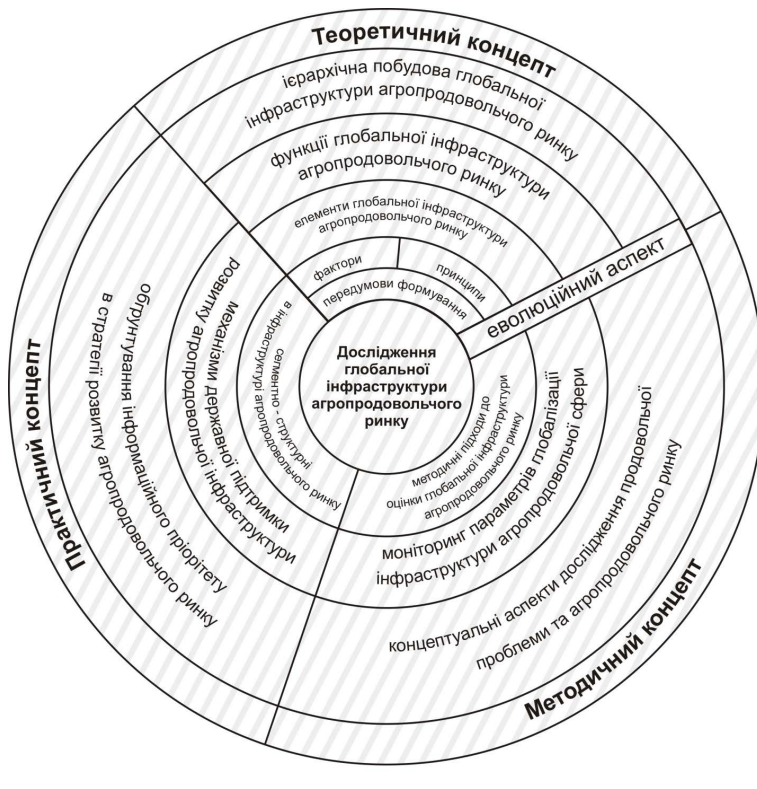 Теоретичний концепт
ієрархічна побудова глобальної
інфраструктури агропродовольчого ринку
функції глобальної інфраструктури
агропродовольчого ринку
елементи глобальної інфраструктури
агропродовольчого ринку
фактори
принципи
передумови формування
еволюційний аспект
Дослідження
глобальної
інфраструктури
агропродовольчого
ринку
методичні підходи до
оцінки глобальної інфраструктури
агропродовольчого ринку
моніторинг параметрів глобалізації
інфраструктури агропродовольчої сфери
концептуальні аспекти дослідження продовольчої
проблеми та агропродовольчого ринку
Методичний концепт
сегментно - структурні
в інфраструктурі агропродовольчого ринку
механізми державної підтримки
розвитку агропродовольчої інфраструктури
обґрунтування інформаційного пріорітету
в стратегії розвитку агропродовольчого ринку
Практичний концепт